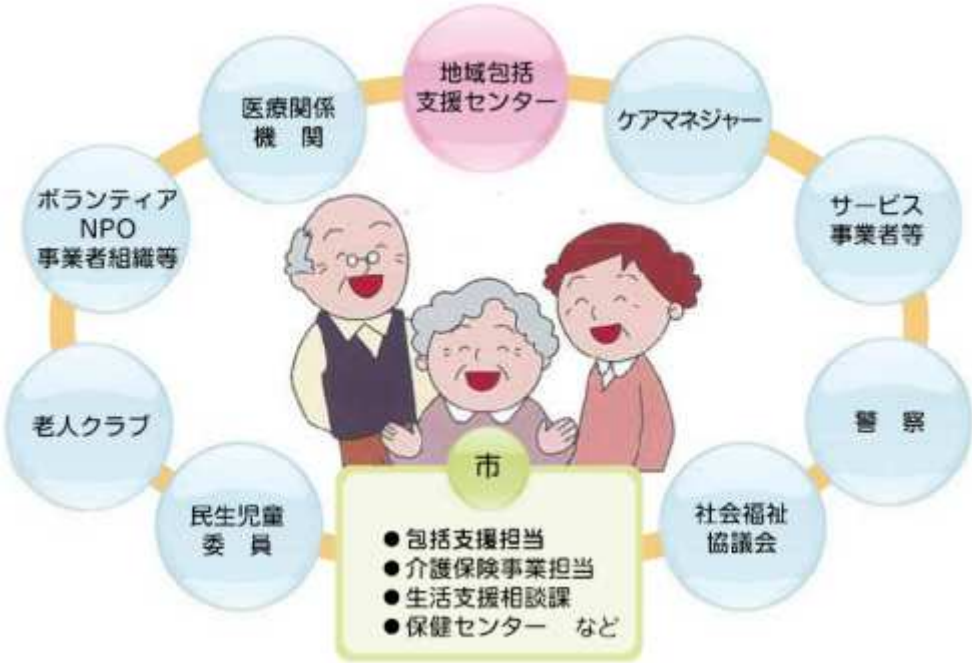 地域包括
支援センター
ケアマネジャー
サービス
事業者等
警 察
社会福祉
協議会
市
●包括支援担当
●介護保険事業担当
●生活支援相談課
●保健センター など
民生児童
委 員
老人クラブ
ボランティア
NPO
事業者組織等
医療関係
機 関